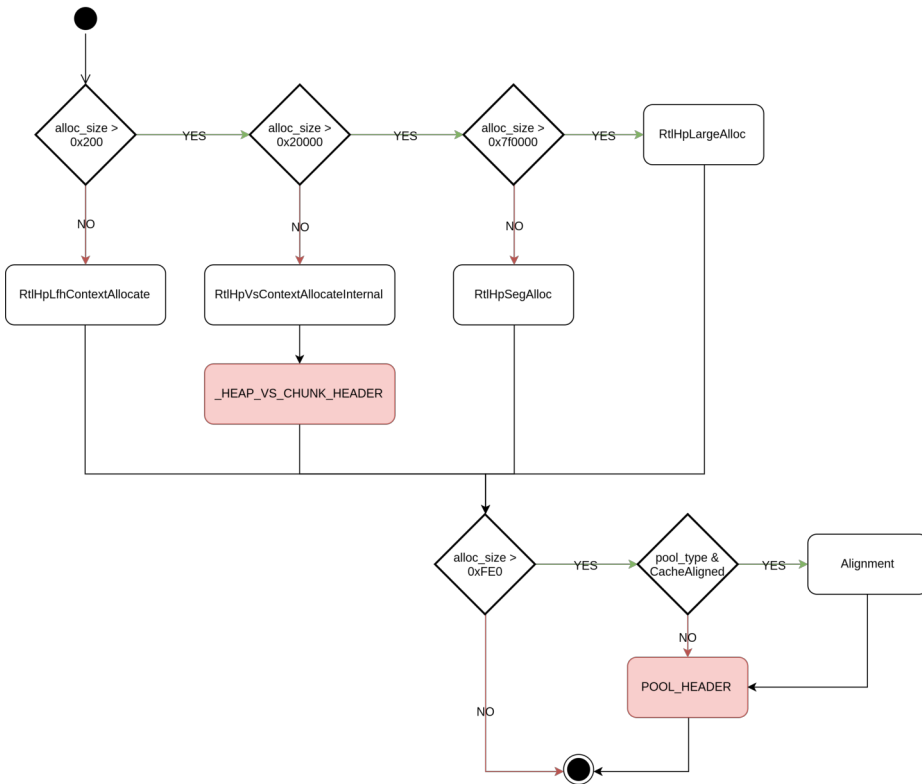 alloc_size >
0x200
YES
alloc_size >
0x20000
YES
alloc_size >
0x7f0000
YES
RtlHpLargeAlloc
NO
NO
NO
RtlHpLfhContextAllocate
RtlHpVsContextAllocateInternal
RtlHpSegAlloc
_HEAP_VS_CHUNK_HEADER
alloc_size >
0xFE0
YES
pool_type &
CacheAligned
YES
Alignment
NO
POOL_HEADER
NO